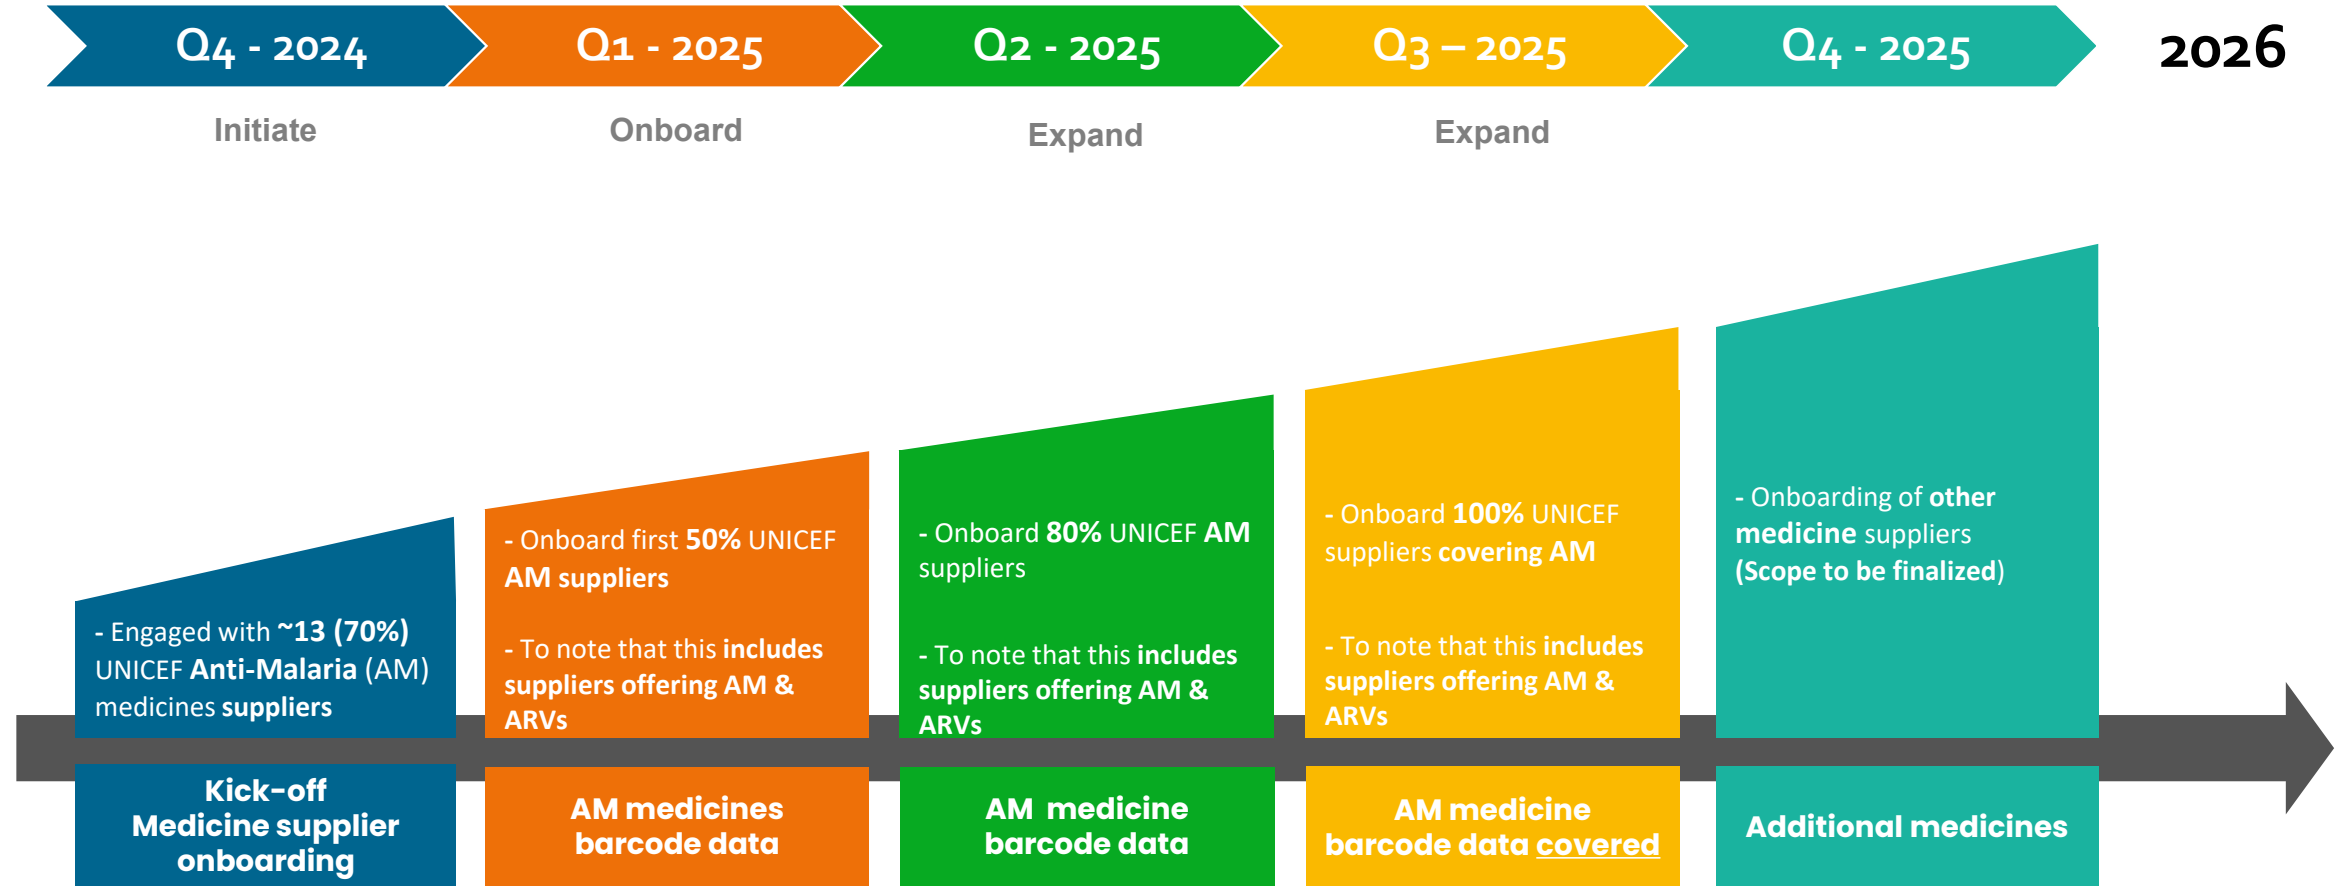 Q4 - 2024
Q1 - 2025
Q2 - 2025
Q3 – 2025
Q4 - 2025
2026
Initiate
Onboard
Expand
Expand
- Engaged with ~13 (70%)
UNICEF Anti-Malaria (AM)
medicines suppliers
- Onboard first 50% UNICEF
AM suppliers
- To note that this includes
suppliers offering AM &
ARVs
- Onboard 80% UNICEF AM
suppliers
- To note that this includes
suppliers offering AM &
ARVs
- Onboard 100% UNICEF
suppliers covering AM
- To note that this includes
suppliers offering AM &
ARVs
- Onboarding of other
medicine suppliers
(Scope to be finalized)
Kick-off
Medicine supplier
onboarding
AM medicines
barcode data
AM medicine
barcode data
AM medicine
barcode data covered
Additional medicines